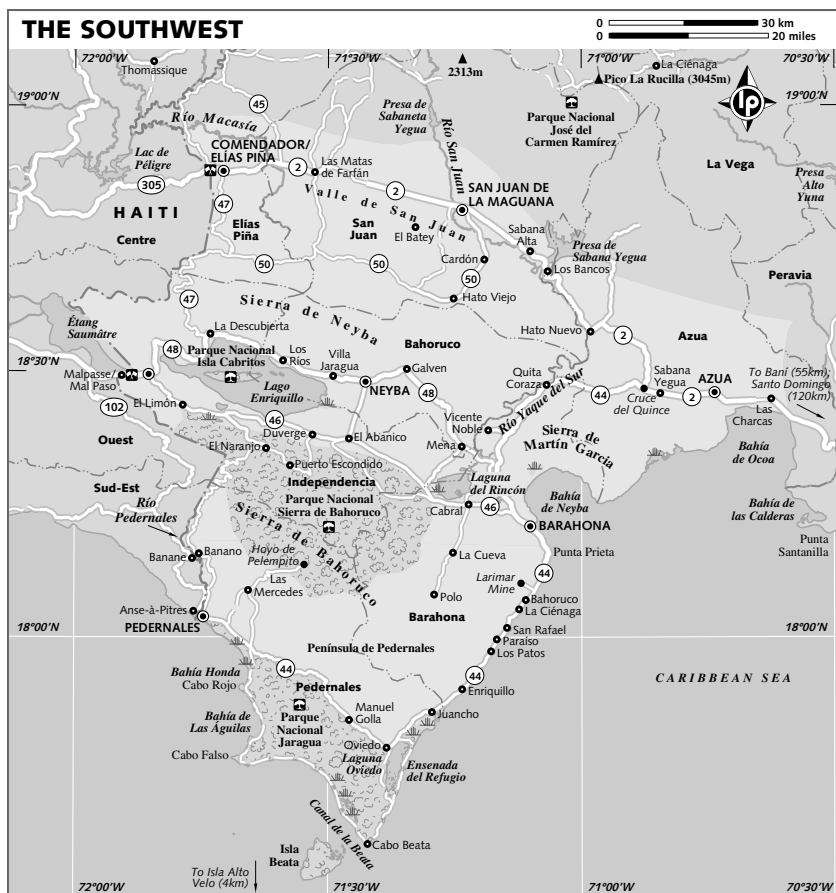 THE SOUTHWEST
0 30 km
0 20 miles
72°00'W
71°30'W
71°00'W
70°30'W
Thomassique
2313m
La Ciénaga
Pico La Rucilla (3045m)
19°00'N
19°00'N
lp
45
Río Macasía
Presa de
Sabaneta
Yegua
Río San Juan
Parque Nacional
José del
Carmen Ramírez
COMENDADOR/
ELÍAS PIÑA
Lac de
Péligre
2
Las Matas
de Farfán
La Vega
305
Valle de San Juan
2
SAN JUAN DE
LA MAGUANA
Presa
Alto
Yuna
HAITI
47
Elías
Piña
San
Juan
El Batey
Sabana
Alta
Presa de
Sabana Yegua
Centre
Cardón
Los Bancos
50
50
50
Peravia
47
Hato Viejo
Sierra de Neyba
Étang
Saumâtre
La Descubierta
Bahoruco
Hato Nuevo
2
Azua
48
Parque Nacional
Isla Cabritos
Los
Ríos
Villa
Jaragua
Galven
18°30'N
18°30'N
Malpasse/
Mal Paso
Quita
Coraza
Sabana
Yegua
To Baní (55km),
Santo Domingo
(120km)
Lago
Enriquillo
NEYBA
48
Río Yaque del Sur
44
Cruce
del Quince
2
AZUA
102
El Limón
Las
Charcas
46
Vicente
Noble
Ouest
Duverge
El Abanico
Sierra de
Martín García
Bahía
de Ocoa
El Naranjo
Mena
Puerto Escondido
Sud-Est
Independencia
Laguna
del Rincón
Bahía de
Neyba
Parque Nacional
Sierra de Bahoruco
Bahía de
las Calderas
Río
Pedernales
Cabral
46
BARAHONA
Sierra de Bahoruco
Punta
Santanilla
Banane
Banano
Hoyo de
Pelempito
La Cueva
Punta Prieta
Las
Mercedes
Larimar
Mine
44
Polo
Bahoruco
Anse-à-Pitres
Barahona
La Ciénaga
PEDERNALES
18°00'N
San Rafael
18°00'N
Paraíso
Península de Pedernales
Los Patos
Bahía Honda
44
CARIBBEAN SEA
Cabo Rojo
Pedernales
44
Enriquillo
Bahía de
Las Águilas
Manuel
Golla
Juancho
Parque
Nacional
Jaragua
Cabo Falso
Oviedo
Laguna
Oviedo
Ensenada
del Refugio
Canal de la Beata
Cabo Beata
Isla
Beata
To Isla Alto
Velo (4km)
72°00'W
71°30'W
71°00'W
70°30'W